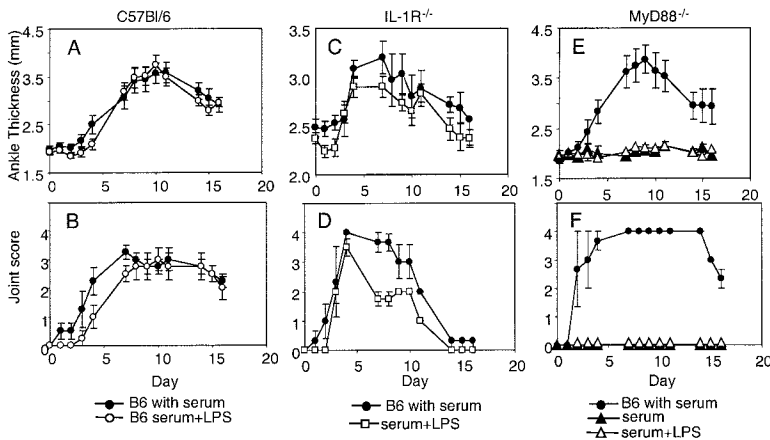 C57Bl/6
IL-1R-/-
MyD88-/-
Ankle Thickness (mm)
A
4.5
3.5
2.5
1.5
0
5
10
15
20
C
3.5
3.0
2.5
2.0
0
5
10
15
20
E
4.5
3.5
2.5
1.5
0
5
10
15
20
Joint score
B
4
3
2
1
0
0
5
10
15
20
Day
D
5
4
3
2
1
0
0
5
10
15
20
Day
F
5
4
3
2
1
0
0
5
10
15
20
Day
B6 with serum
B6 serum+LPS
B6 with serum
serum+LPS
B6 with serum
serum
serum+LPS